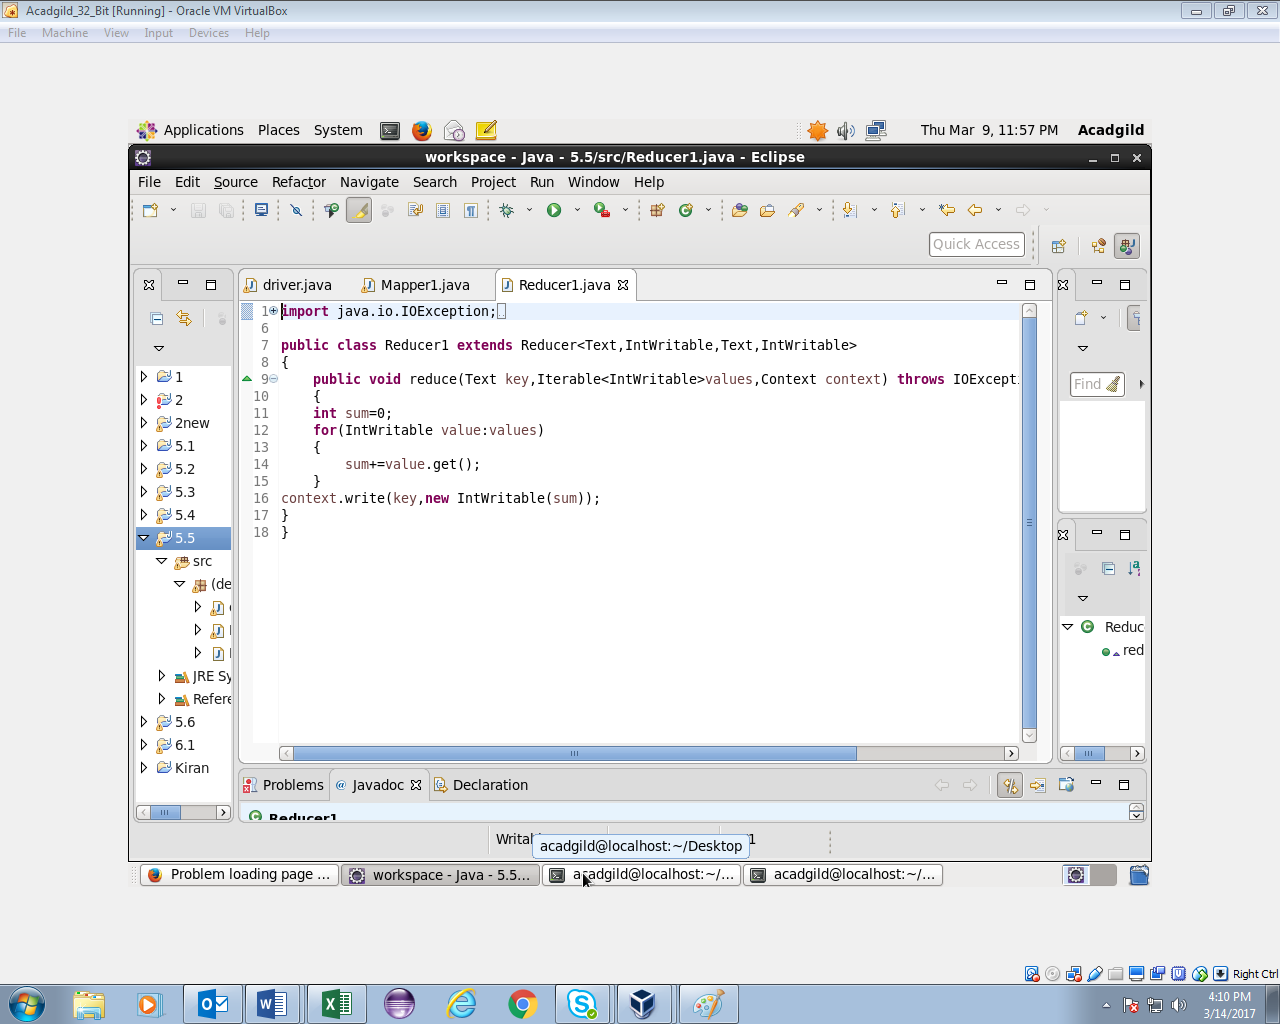 Acadgild_32_Bit [Running] - Oracle VM VirtualBox
File Machine View Input Devices Help
Applications Places System Thu Mar 9, 11:57 PM Acadgild
workspace - Java - 5.5/src/Reducer1.java - Eclipse
File Edit Source Refactor Navigate Search Project Run Window Help
Quick Access
driver.java Mapper1.java Reducer1.java
1 import java.io.IOException;
6
7 public class Reducer1 extends Reducer<Text,IntWritable,Text,IntWritable>
8 {
9 public void reduce(Text key,Iterable<IntWritable>values,Context context) throws IOExcepti
10 {
11 int sum=0;
12 for(IntWritable value:values)
13 {
14 sum+=value.get();
15 }
16 context.write(key,new IntWritable(sum));
17 }
18 }
1
2
2new
5.1
5.2
5.3
5.4
5.5
src
(de
JRE Sy
Refere
5.6
6.1
Kiran
Find
Reduc
red
Problems Javadoc Declaration
Reducer1
Writal 1
acadgild@localhost:~/Desktop
Problem loading page ... workspace - Java - 5.5... acadgild@localhost:~/... acadgild@localhost:~/...
Right Ctrl
4:10 PM
3/14/2017